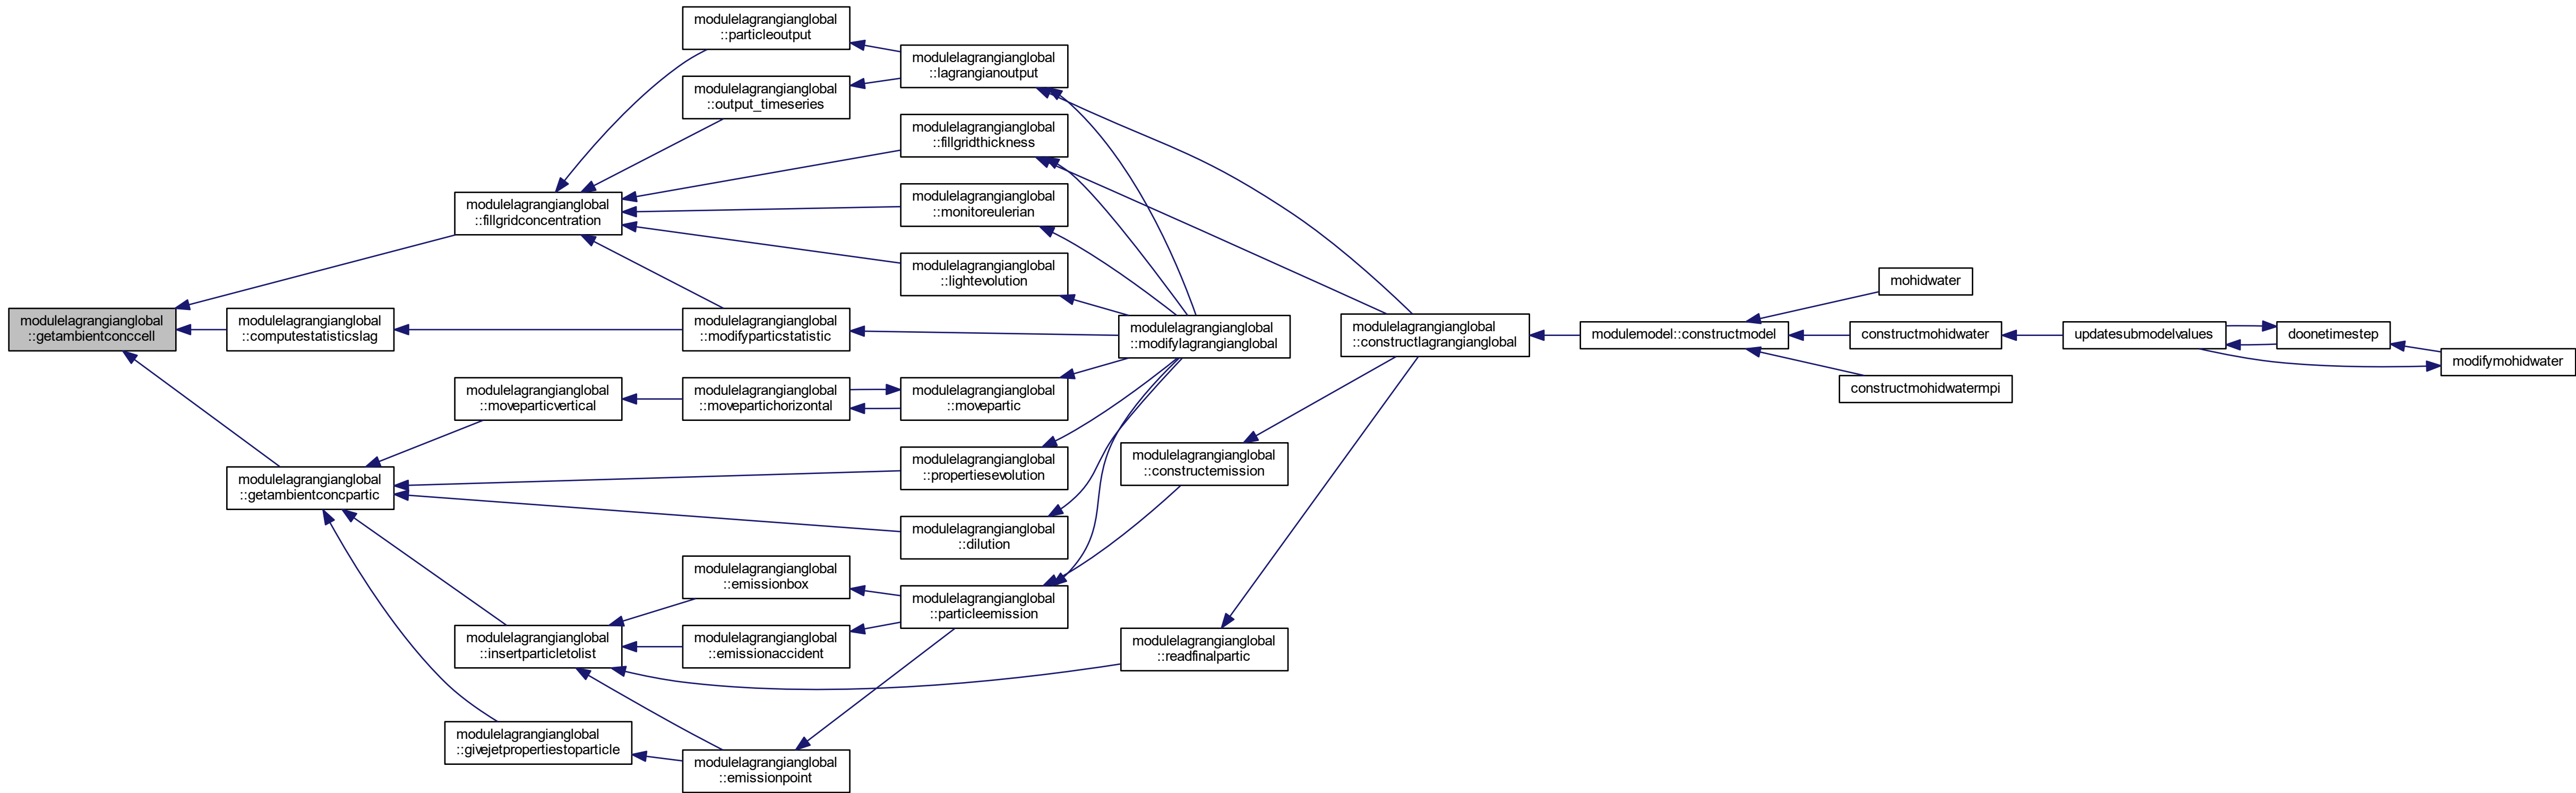 modulelagrangianglobal
::getambientconccell
modulelagrangianglobal
::fillgridconcentration
modulelagrangianglobal
::computestatisticslag
modulelagrangianglobal
::getambientconcpartic
modulelagrangianglobal
::particleoutput
modulelagrangianglobal
::output_timeseries
modulelagrangianglobal
::lagrangianoutput
modulelagrangianglobal
::fillgridthickness
modulelagrangianglobal
::monitoreulerian
modulelagrangianglobal
::lightevolution
modulelagrangianglobal
::modifyparticstatistic
modulelagrangianglobal
::moveparticvertical
modulelagrangianglobal
::movepartichorizontal
modulelagrangianglobal
::movepartic
modulelagrangianglobal
::propertiesevolution
modulelagrangianglobal
::dilution
modulelagrangianglobal
::insertparticletolist
modulelagrangianglobal
::givejetpropertiestoparticle
modulelagrangianglobal
::emissionbox
modulelagrangianglobal
::emissionaccident
modulelagrangianglobal
::emissionpoint
modulelagrangianglobal
::particleemission
modulelagrangianglobal
::modifylagrangianglobal
modulelagrangianglobal
::constructemission
modulelagrangianglobal
::readfinalpartic
modulelagrangianglobal
::constructlagrangianglobal
modulemodel::constructmodel
mohidwater
constructmohidwater
constructmohidwatermpi
updatesubmodelvalues
doonetimestep
modifymohidwater